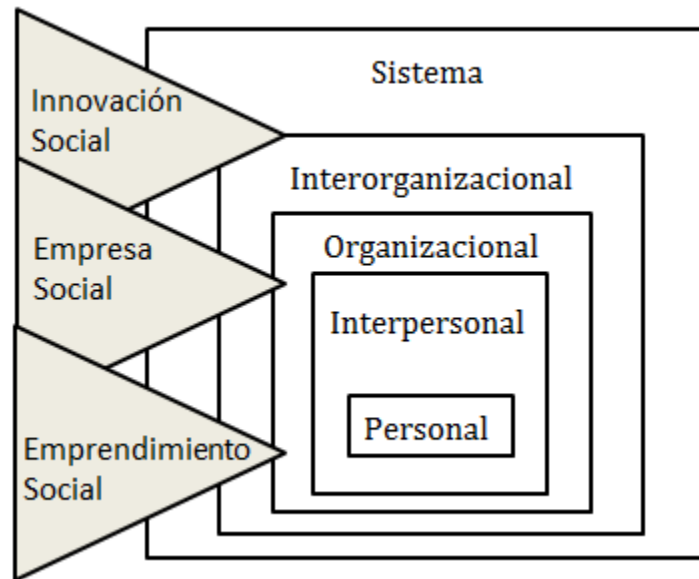 Innovación
Social
Sistema
Interorganizacional
Empresa
Social
Organizacional
Interpersonal
Personal
Emprendimiento
Social